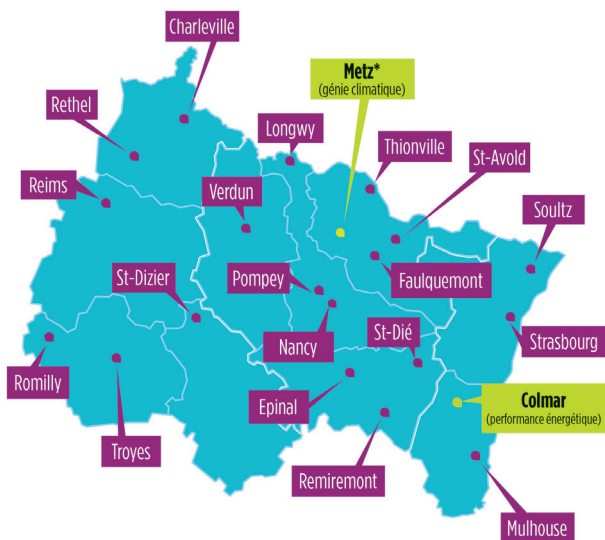 Charleville
Metz*
(génie climatique)
Rethel
Longwy
Thionville
St-Avold
Reims
Verdun
Soultz
St-Dizier
Pompey
Faulquemont
Nancy
St-Dié
Strasbourg
Romilly
Epinal
Colmar
(performance énergétique)
Troyes
Remiremont
Mulhouse